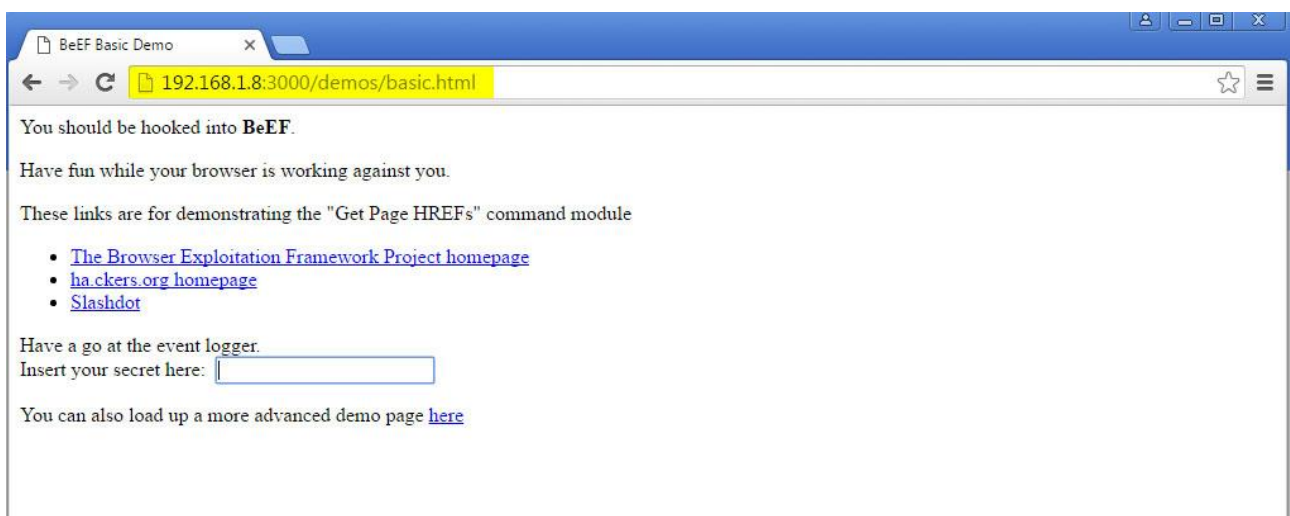 BeEF Basic Demo
192.168.1.8:3000/demos/basic.html
You should be hooked into BeEF.
Have fun while your browser is working against you.
These links are for demonstrating the "Get Page HREFs" command module
The Browser Exploitation Framework Project homepage
ha.ckers.org homepage
Slashdot
Have a go at the event logger.
Insert your secret here:
You can also load up a more advanced demo page here